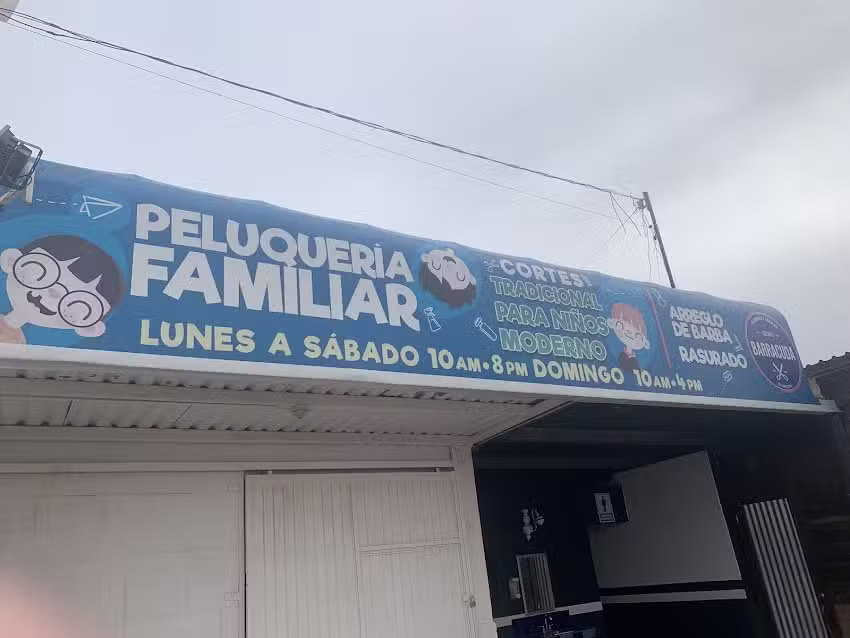 PELUQUERÍA
FAMILIAR
LUNES A SÁBADO 10 AM • 8 PM DOMINGO 10 AM • 4 PM
CORTES
TRADICIONAL
PARA NIÑOS
MODERNO
ARREGLO
DE BARBA
RASURADO
BARRACUDA